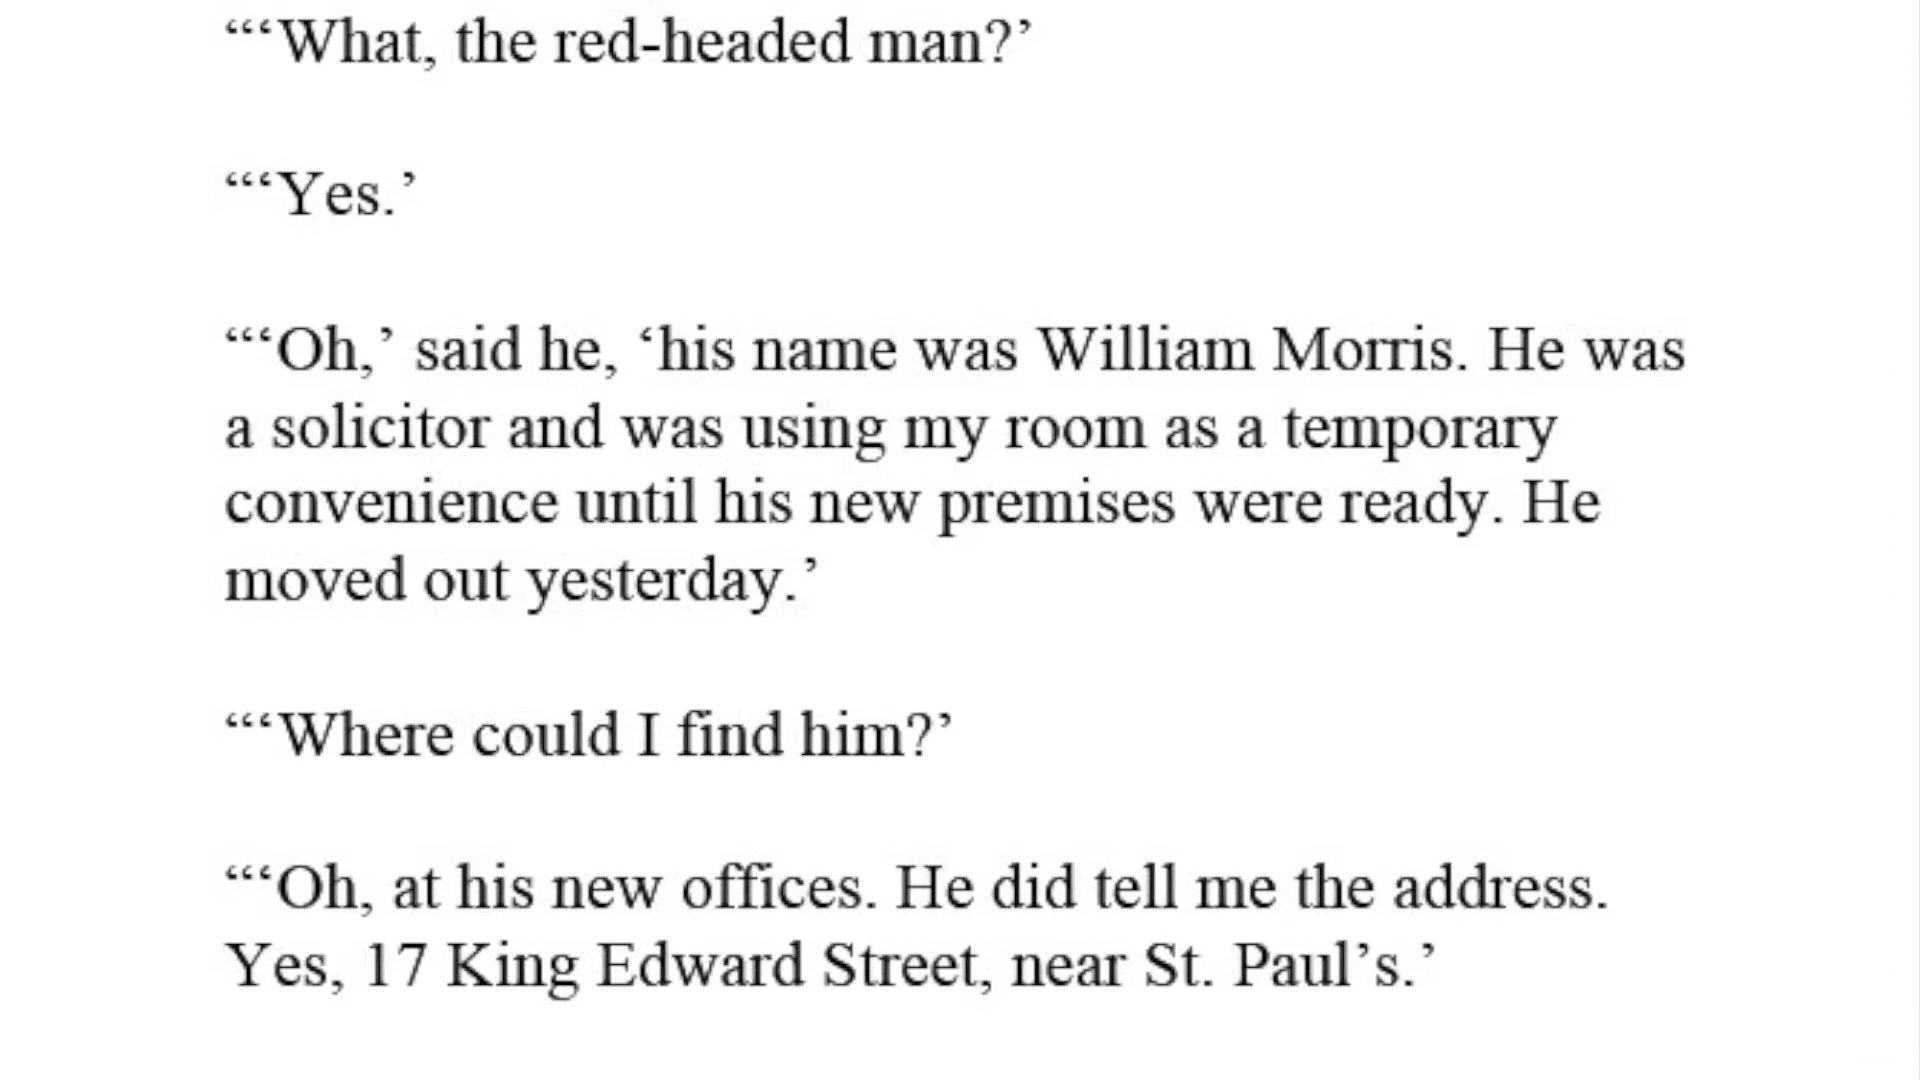 “‘What, the red-headed man?’
“‘Yes.’
“‘Oh,’ said he, ‘his name was William Morris. He was
a solicitor and was using my room as a temporary
convenience until his new premises were ready. He
moved out yesterday.’
“‘Where could I find him?’
“‘Oh, at his new offices. He did tell me the address.
Yes, 17 King Edward Street, near St. Paul’s.’